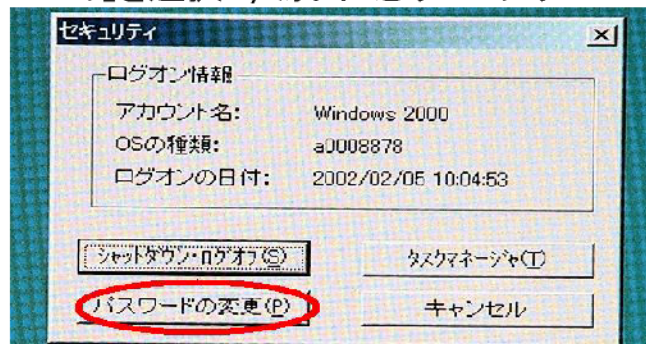 セキュリティ
ログオン情報
アカウント名: Windows 2000
OSの種類: a0008878
ログオンの日付: 2002/02/05 10:04:53
シャットダウン・ログオフ(S) タスクマネージャ(T)
パスワードの変更(P) キャンセル